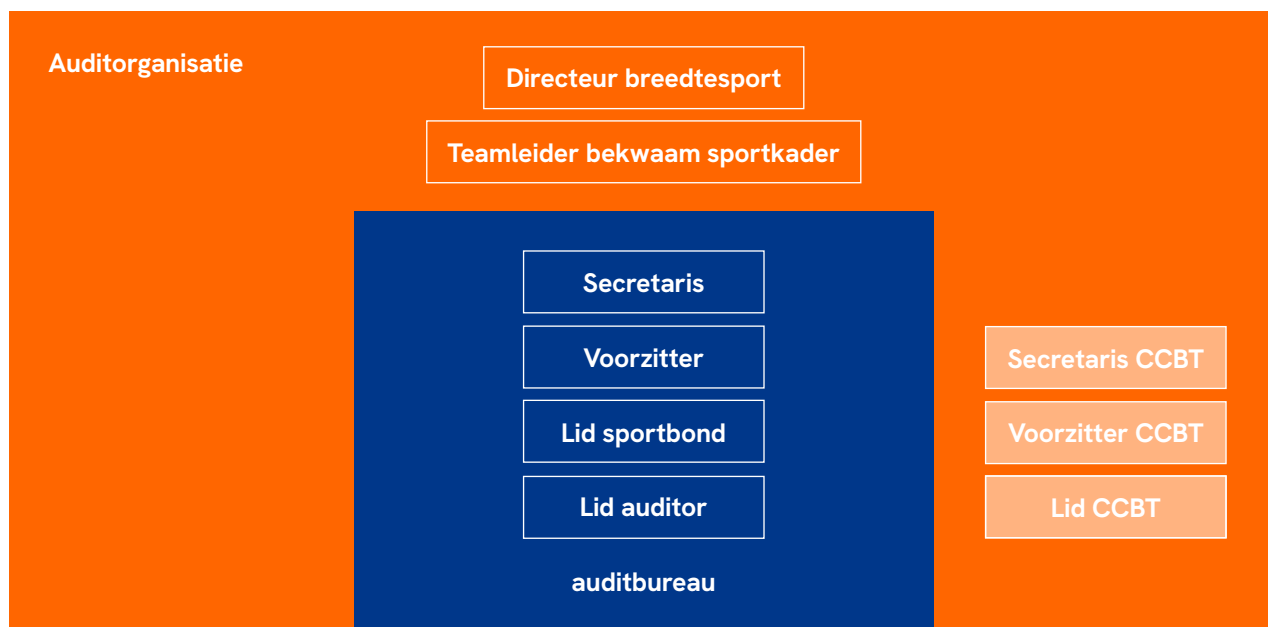 Auditorganisatie
Directeur breedtesport
Teamleider bekwaam sportkader
Secretaris
Voorzitter
Lid sportbond
Lid auditor
auditbureau
Secretaris CCBT
Voorzitter CCBT
Lid CCBT